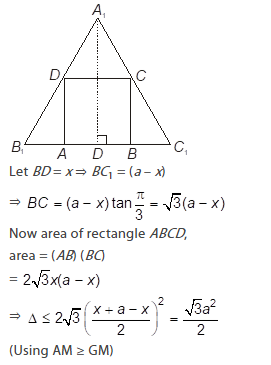 A₁
D C
B₁ A D B C₁
Let BD = x ⇒ BC₁ = (a – x)
⇒ BC = (a – x) tan π/3 = √3(a – x)
Now area of rectangle ABCD,
area = (AB) (BC)
= 2√3x(a – x)
⇒ Δ ≤ 2√3 ((x + a – x)/2)² = √3a²/2
(Using AM ≥ GM)